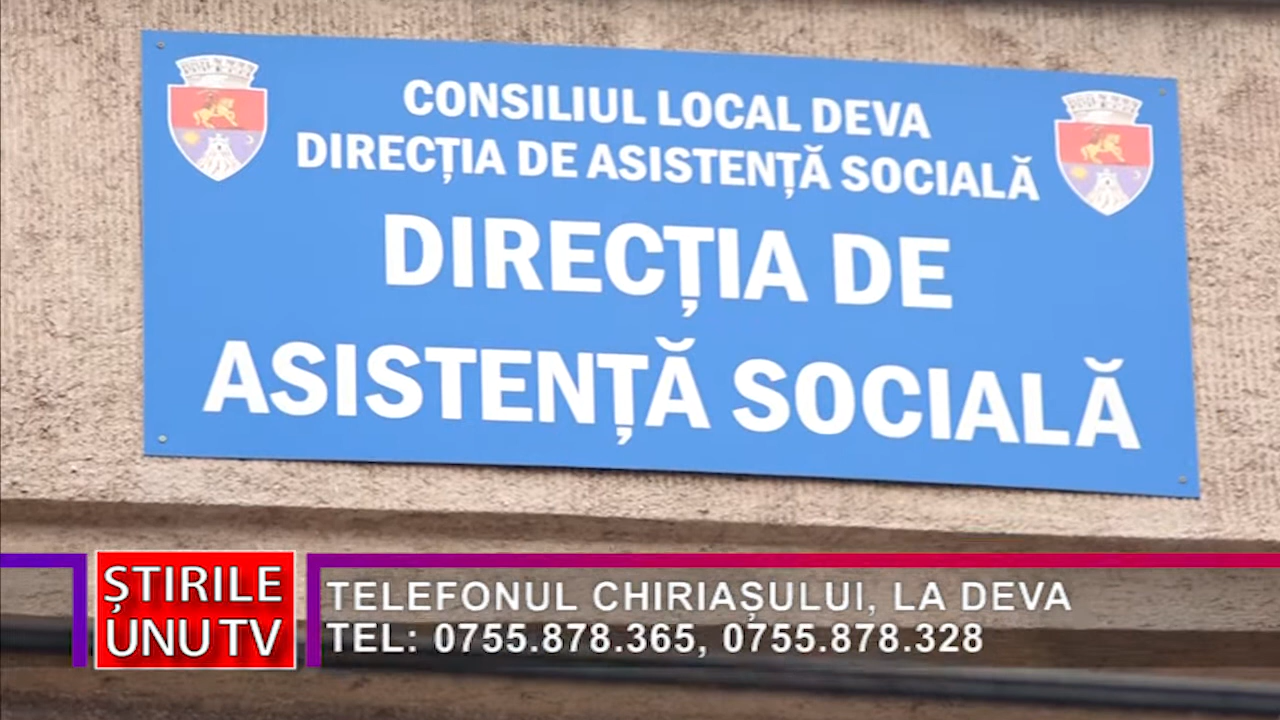 CONSILIUL LOCAL DEVA
DIRECȚIA DE ASISTENȚĂ SOCIALĂ
DIRECȚIA DE
ASISTENȚĂ SOCIALĂ
ȘTIRILE
UNU TV
TELEFONUL CHIRIAȘULUI, LA DEVA
TEL: 0755.878.365, 0755.878.328